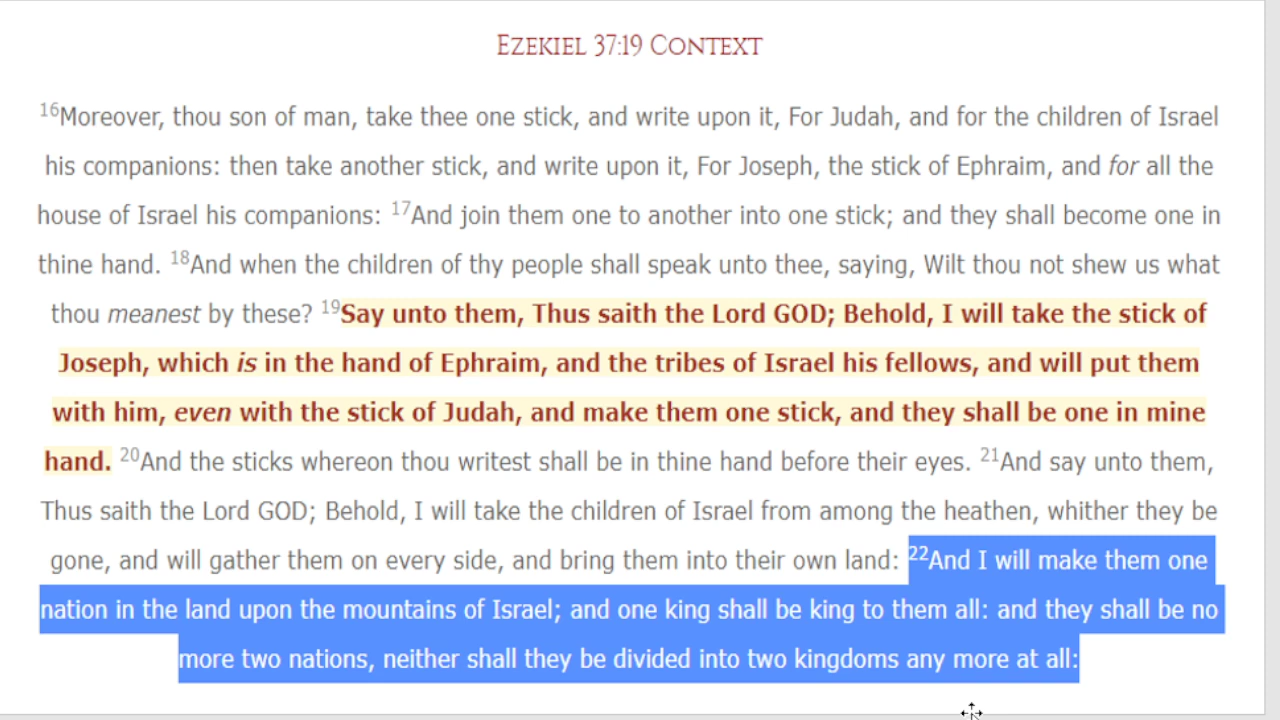 Ezekiel 37:19 Context
16Moreover, thou son of man, take thee one stick, and write upon it, For Judah, and for the children of Israel
his companions: then take another stick, and write upon it, For Joseph, the stick of Ephraim, and for all the
house of Israel his companions: 17And join them one to another into one stick; and they shall become one in
thine hand. 18And when the children of thy people shall speak unto thee, saying, Wilt thou not shew us what
thou meanest by these? 19Say unto them, Thus saith the Lord GOD; Behold, I will take the stick of
Joseph, which is in the hand of Ephraim, and the tribes of Israel his fellows, and will put them
with him, even with the stick of Judah, and make them one stick, and they shall be one in mine
hand. 20And the sticks whereon thou writest shall be in thine hand before their eyes. 21And say unto them,
Thus saith the Lord GOD; Behold, I will take the children of Israel from among the heathen, whither they be
gone, and will gather them on every side, and bring them into their own land: 22And I will make them one
nation in the land upon the mountains of Israel; and one king shall be king to them all: and they shall be no
more two nations, neither shall they be divided into two kingdoms any more at all: